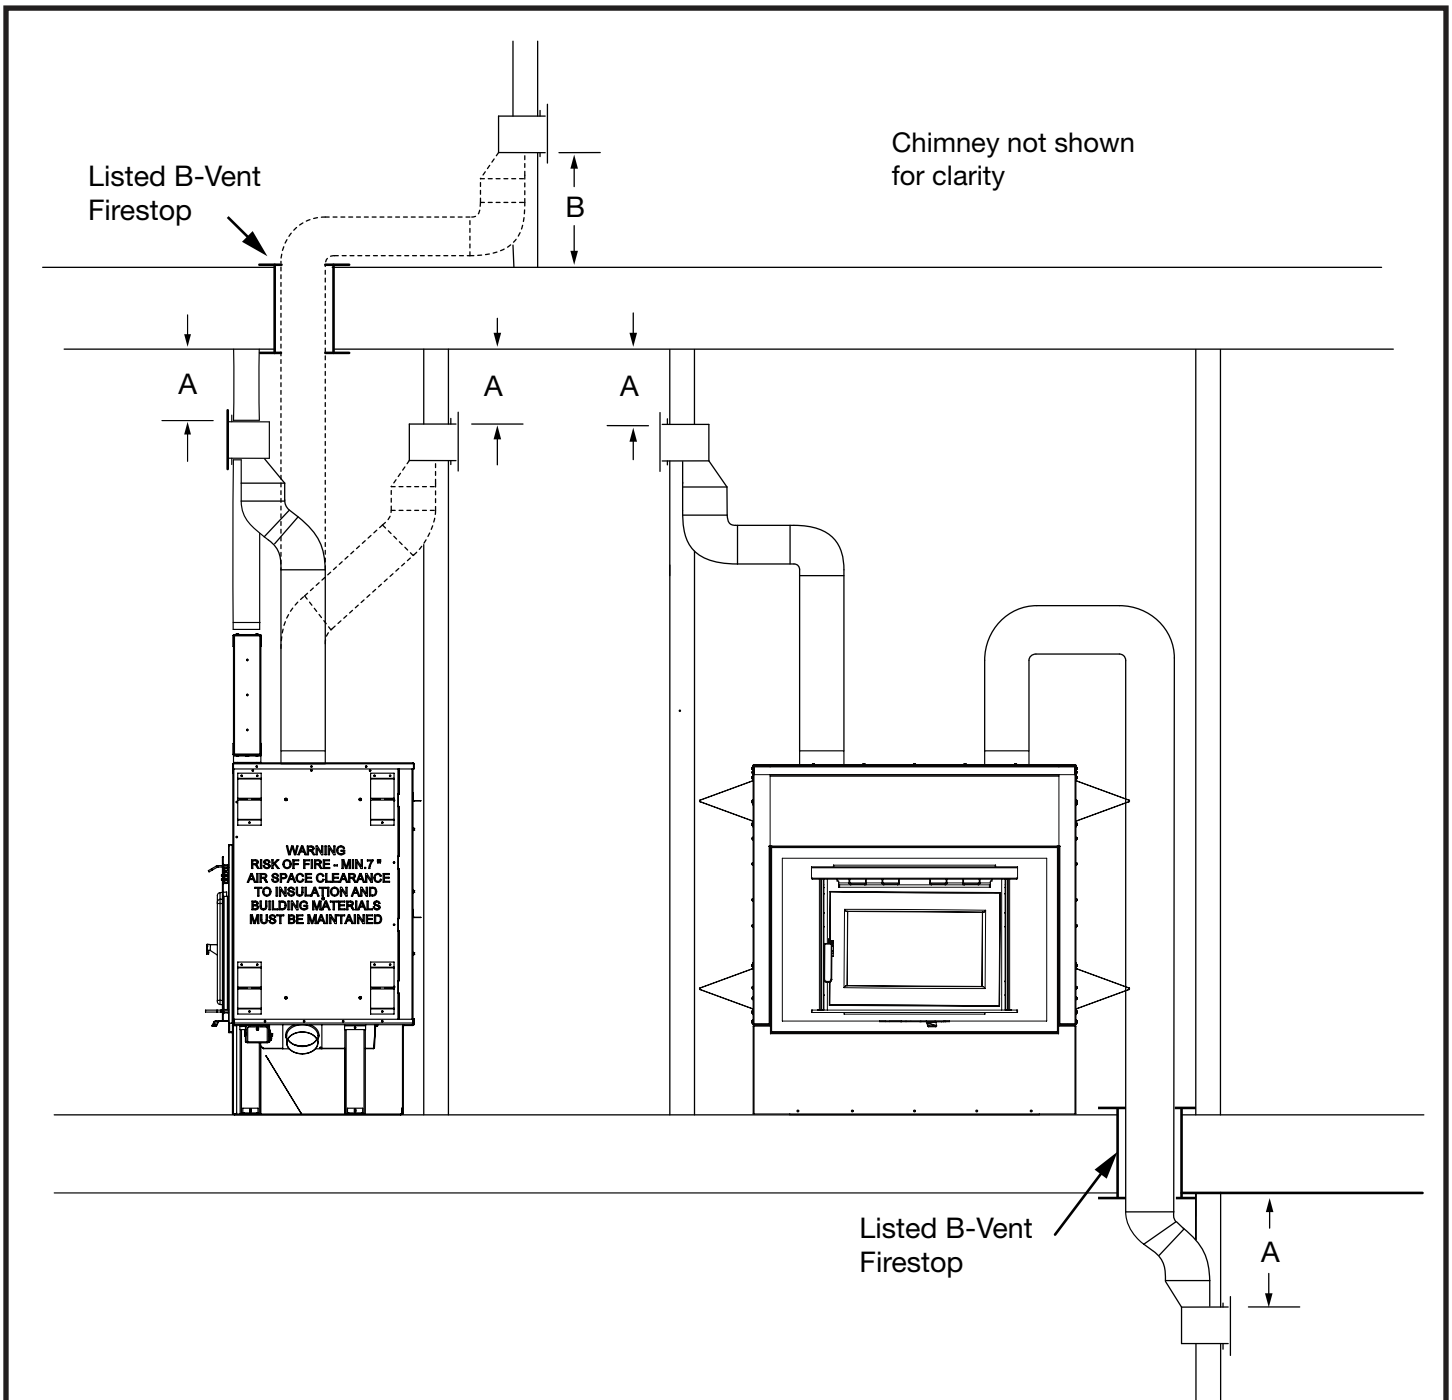 Chimney not shown
for clarity
Listed B-Vent
Firestop
B
A
A
A
WARNING
RISK OF FIRE - MIN.7 "
AIR SPACE CLEARANCE
TO INSULATION AND
BUILDING MATERIALS
MUST BE MAINTAINED
Listed B-Vent
Firestop
A